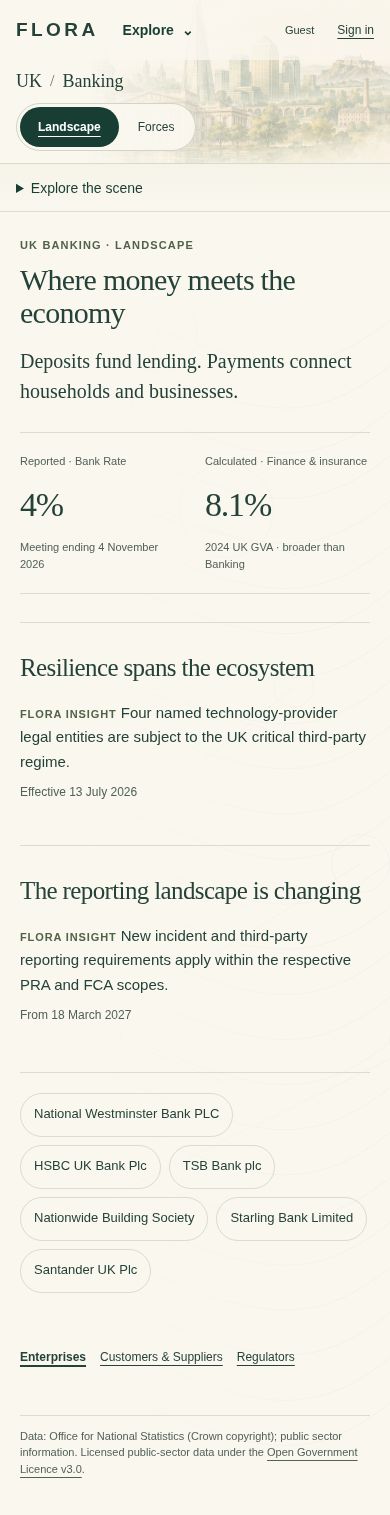 FLORA Explore Guest Sign in
UK / Banking
Landscape Forces
Explore the scene
UK BANKING · LANDSCAPE
Where money meets the
economy
Deposits fund lending. Payments connect
households and businesses.
Reported · Bank Rate
4%
Meeting ending 4 November
2026
Calculated · Finance & insurance
8.1%
2024 UK GVA · broader than
Banking
Resilience spans the ecosystem
FLORA INSIGHT Four named technology-provider
legal entities are subject to the UK critical third-party
regime.
Effective 13 July 2026
The reporting landscape is changing
FLORA INSIGHT New incident and third-party
reporting requirements apply within the respective
PRA and FCA scopes.
From 18 March 2027
National Westminster Bank PLC
HSBC UK Bank Plc TSB Bank plc
Nationwide Building Society Starling Bank Limited
Santander UK Plc
Enterprises Customers & Suppliers Regulators
Data: Office for National Statistics (Crown copyright); public sector
information. Licensed public-sector data under the Open Government
Licence v3.0.